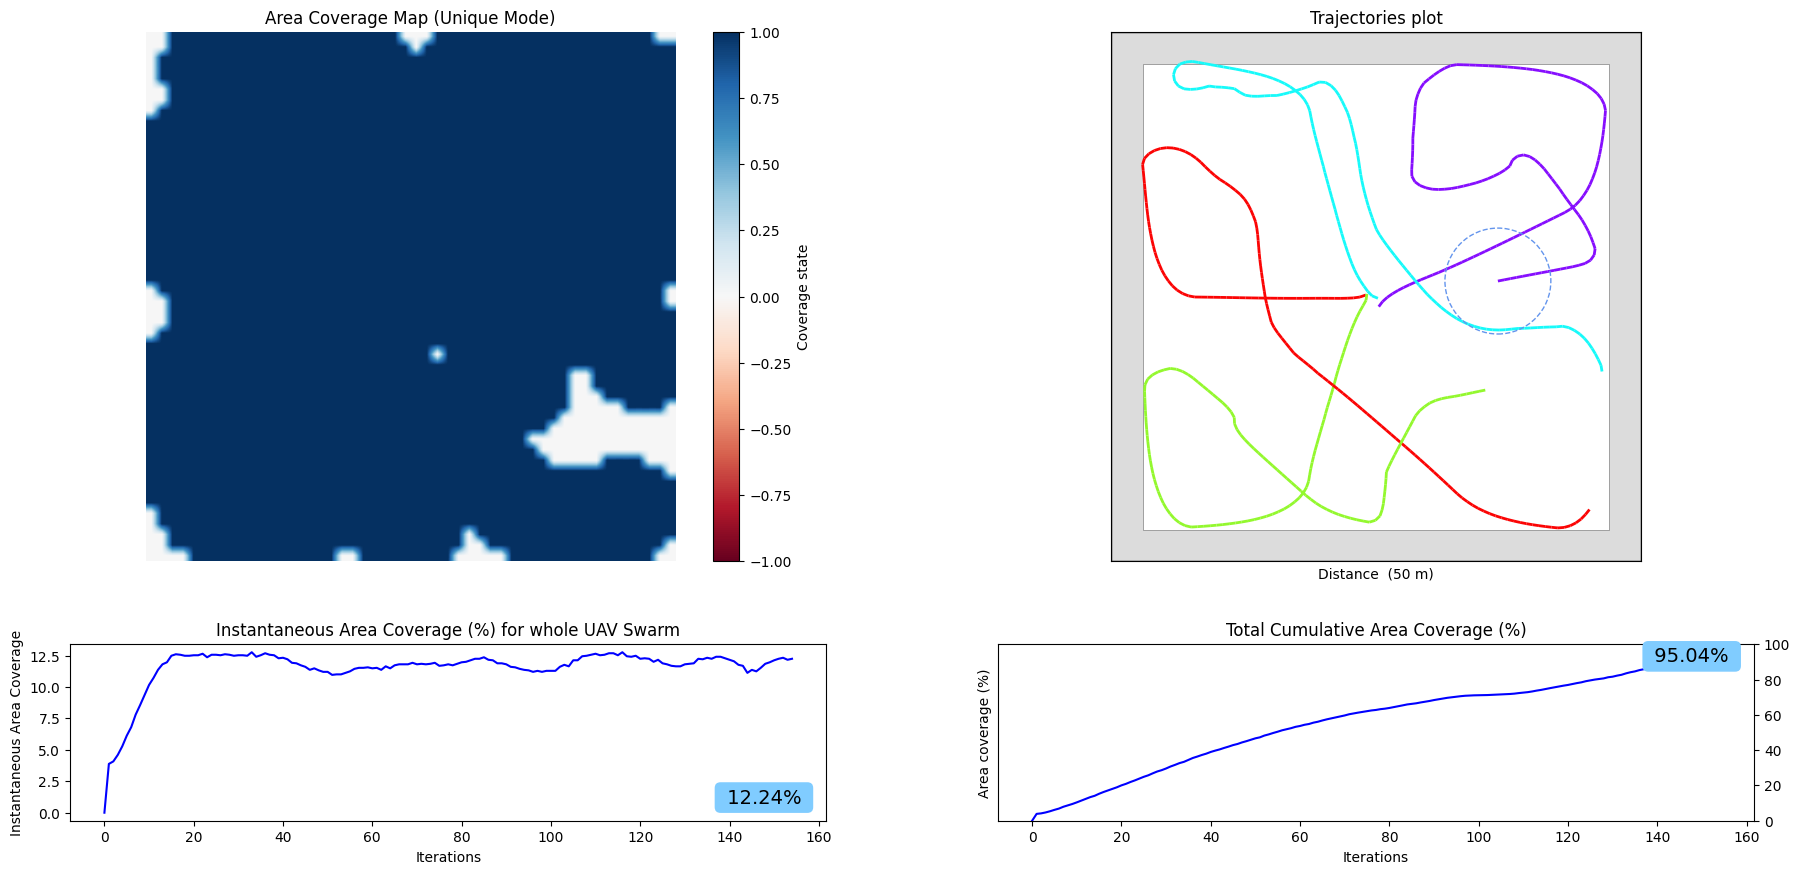 Area Coverage Map (Unique Mode)
1.00
0.75
0.50
0.25
0.00
−0.25
−0.50
−0.75
−1.00
Coverage state
Trajectories plot
Distance  (50 m)
Instantaneous Area Coverage (%) for whole UAV Swarm
Instantaneous Area Coverage
12.5
10.0
7.5
5.0
2.5
0.0
12.24%
0 20 40 60 80 100 120 140 160
Iterations
Total Cumulative Area Coverage (%)
Area coverage (%)
95.04%
100
80
60
40
20
0
0 20 40 60 80 100 120 140 160
Iterations